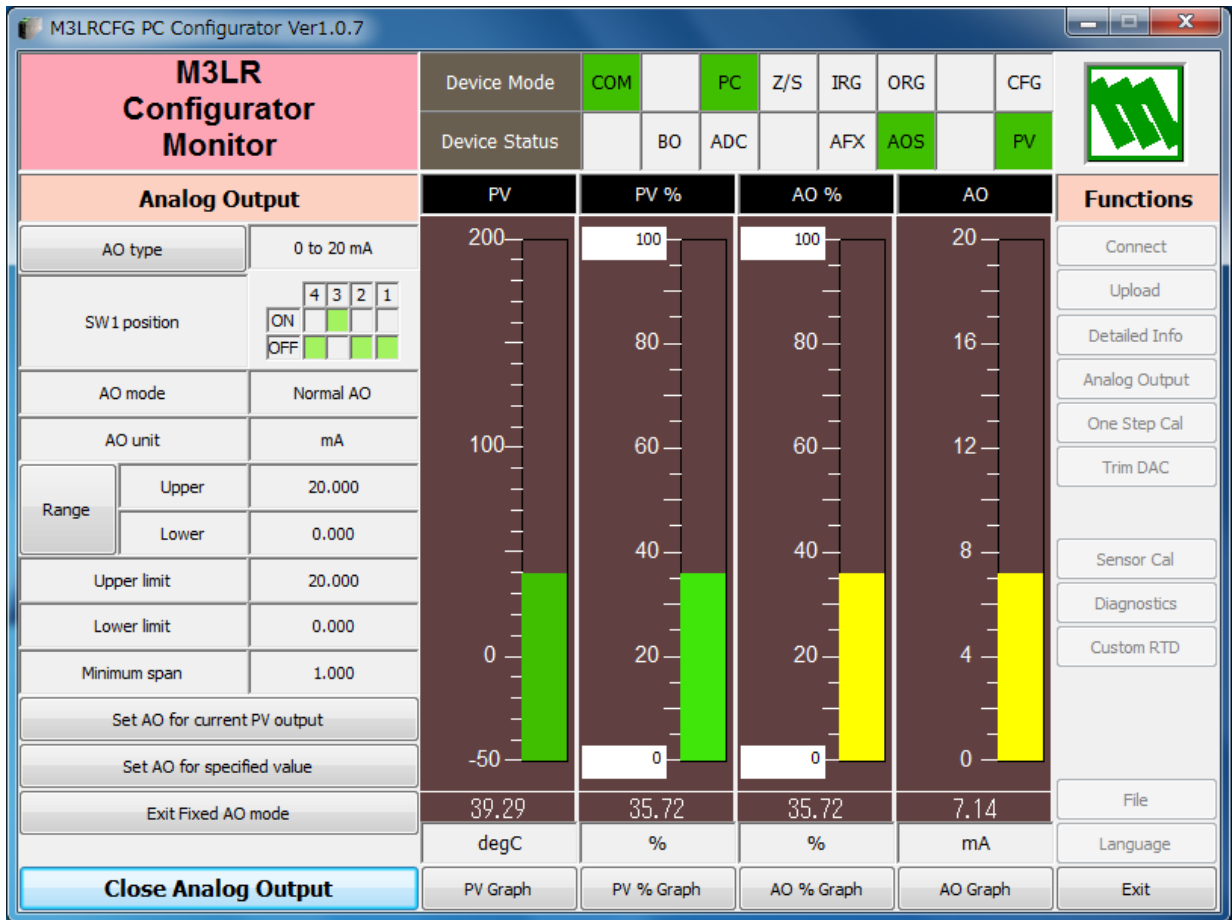 M3LRCFG PC Configurator Ver1.0.7
M3LR
Configurator
Monitor
Device Mode COM PC Z/S IRG ORG CFG
Device Status BO ADC AFX AOS PV
Analog Output
AO type 0 to 20 mA
SW1 position
4 3 2 1
ON
OFF
AO mode Normal AO
AO unit mA
Range
Upper 20.000
Lower 0.000
Upper limit 20.000
Lower limit 0.000
Minimum span 1.000
Set AO for current PV output
Set AO for specified value
Exit Fixed AO mode
Close Analog Output
PV PV % AO % AO
200 100 100 20
80 80 16
100 60 60 12
40 40 8
0 20 20 4
-50 0 0 0
39.29 35.72 35.72 7.14
degC % % mA
PV Graph PV % Graph AO % Graph AO Graph
Functions
Connect
Upload
Detailed Info
Analog Output
One Step Cal
Trim DAC
Sensor Cal
Diagnostics
Custom RTD
File
Language
Exit